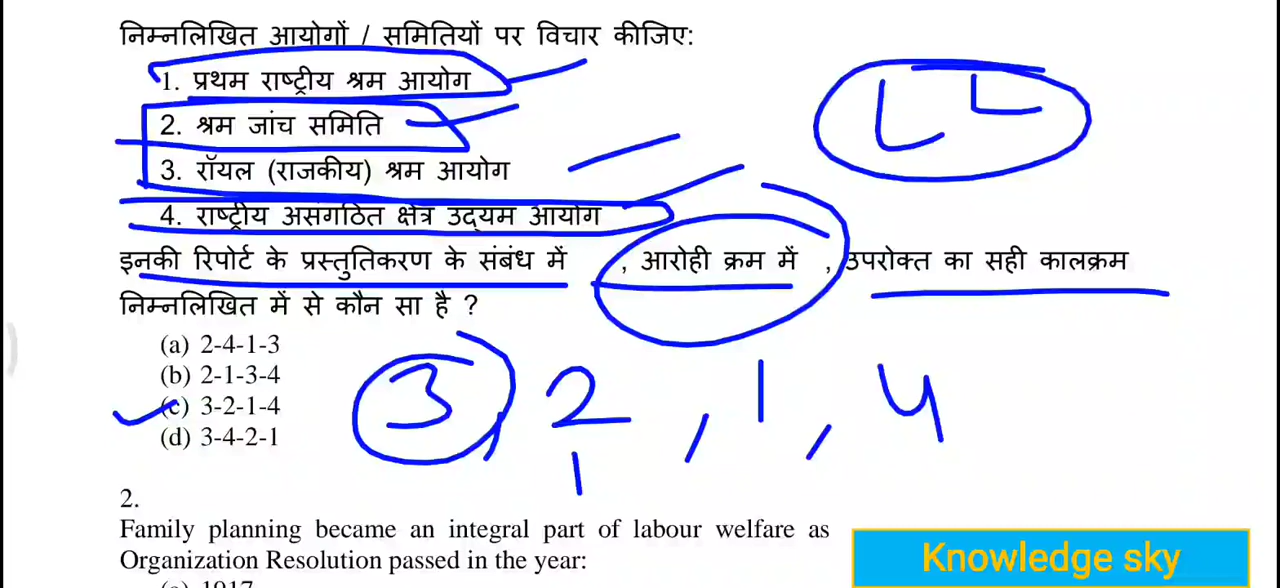 निम्नलिखित आयोगों / समितियों पर विचार कीजिए:
1. प्रथम राष्ट्रीय श्रम आयोग
2. श्रम जांच समिति
3. रॉयल (राजकीय) श्रम आयोग
4. राष्ट्रीय असंगठित क्षेत्र उद्यम आयोग
इनकी रिपोर्ट के प्रस्तुतिकरण के संबंध में , आरोही क्रम में , उपरोक्त का सही कालक्रम
निम्नलिखित में से कौन सा है ?
(a) 2-4-1-3
(b) 2-1-3-4
(c) 3-2-1-4
(d) 3-4-2-1
3, 2, 1, 4
2.
Family planning became an integral part of labour welfare as
Organization Resolution passed in the year:
Knowledge sky